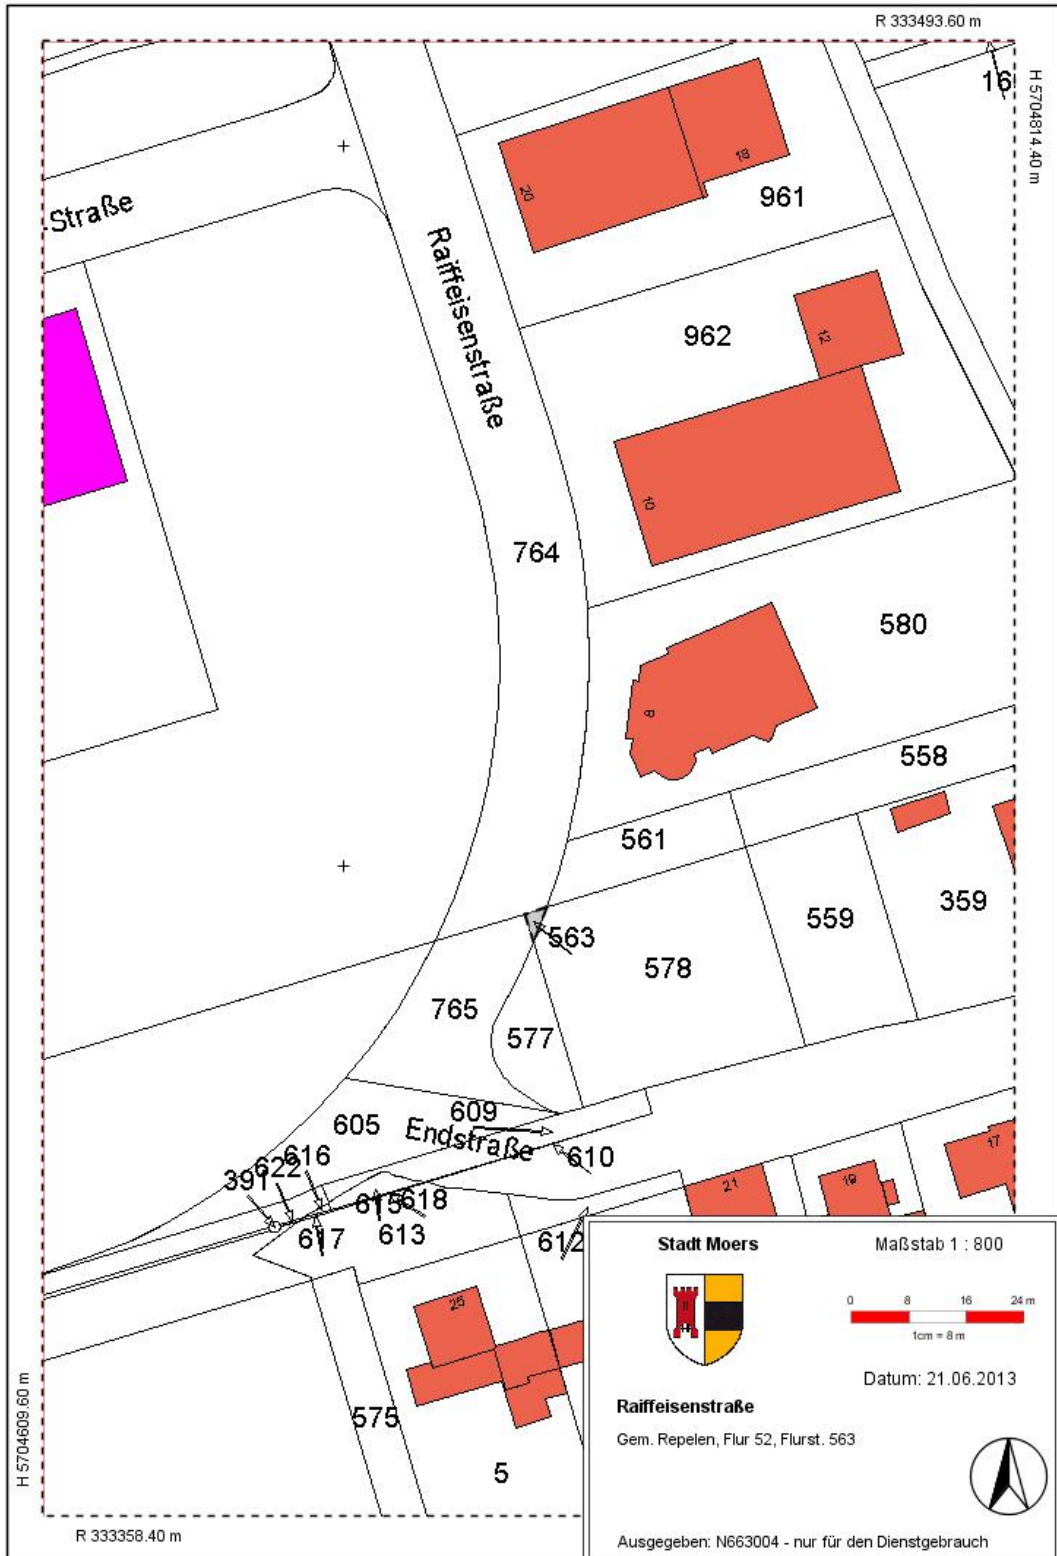 R 333493.60 m
H 5704814.40 m
16
.Straße
20
18
961
Raiffeisenstraße
962
12
10
764
580
8
558
561
359
559
563
578
765
577
609
605
Endstraße
610
616
622
391
618
615
613
617
612
21
19
17
25
575
5
H 5704609.60 m
R 333358.40 m
Stadt Moers
Maßstab 1 : 800
0 8 16 24 m
1cm = 8 m
Datum: 21.06.2013
Raiffeisenstraße
Gem. Repelen, Flur 52, Flurst. 563
Ausgegeben: N663004 - nur für den Dienstgebrauch